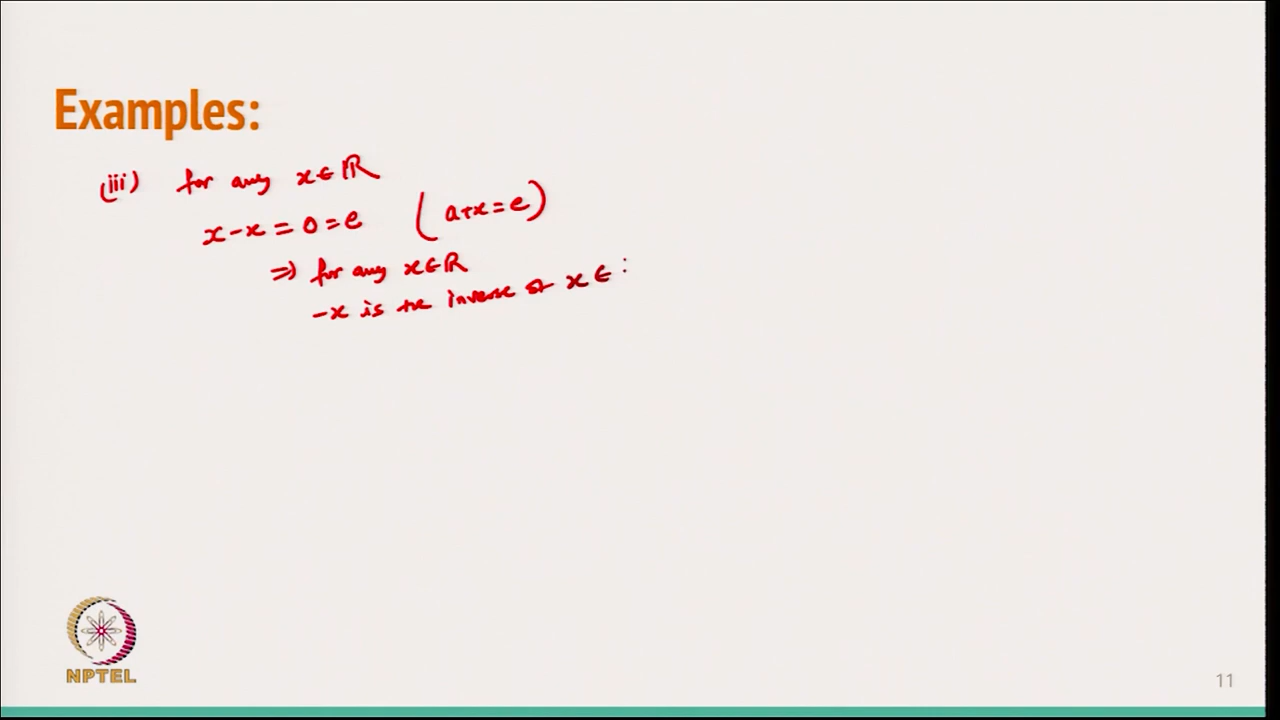 Examples:
(iii) for any x∈ℝ
x-x = 0 = e (a+x=e)
⇒ for any x∈ℝ
-x is the inverse of x ∈
NPTEL
11